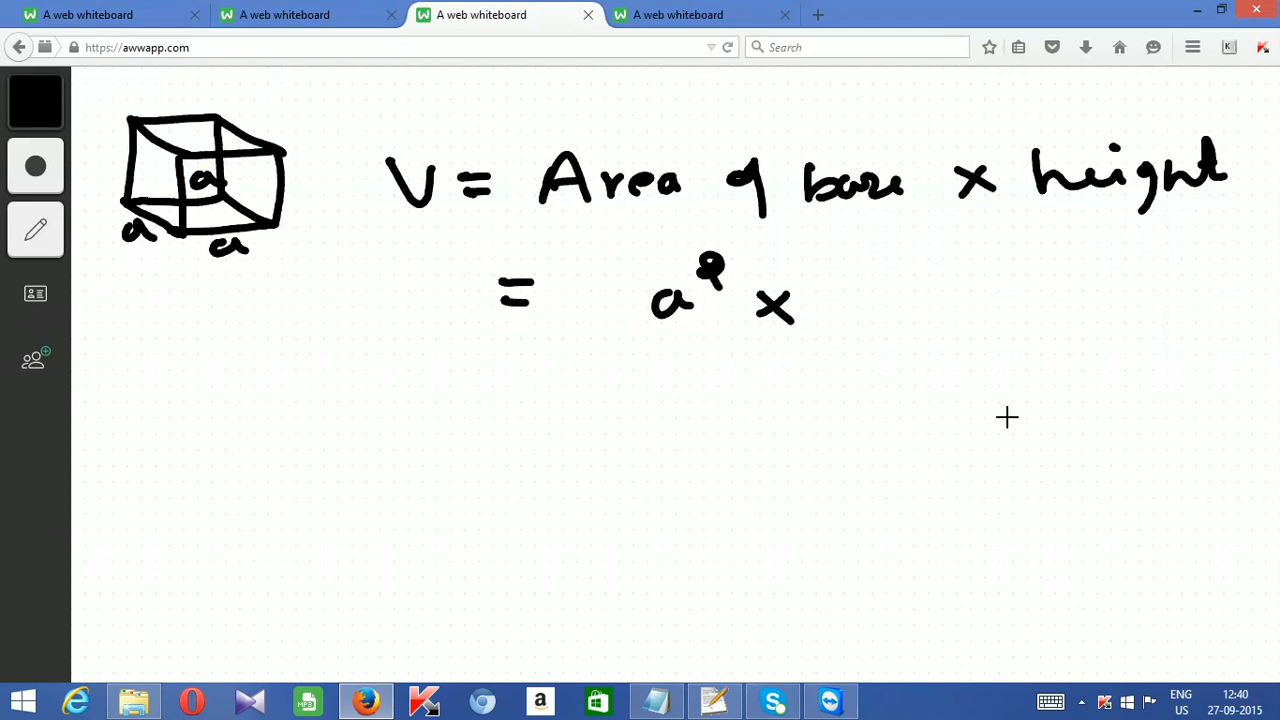 A web whiteboard A web whiteboard A web whiteboard A web whiteboard
https://awwapp.com Search
V = Area of base × height
a
a
a
= a² ×
ENG 12:40
US 27-09-2015